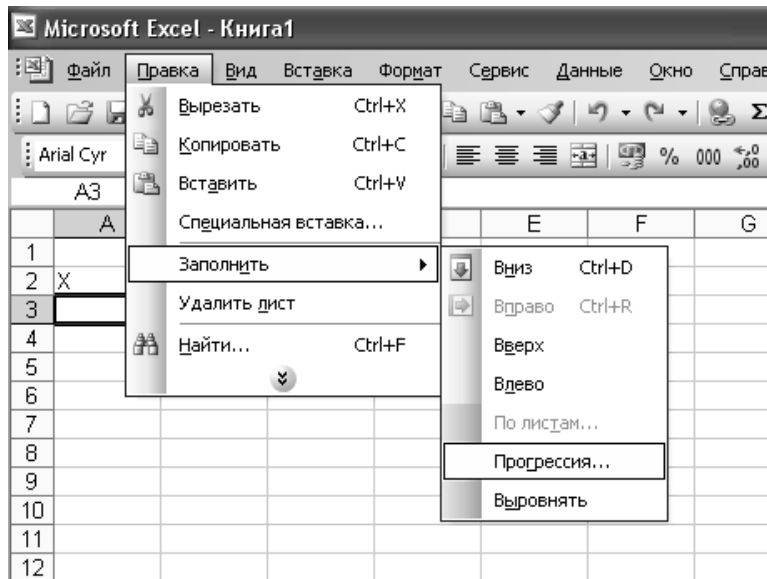 Microsoft Excel - Книга1
Файл Правка Вид Вставка Формат Сервис Данные Окно Справ
Arial Cyr % 000 ,00
A3
A E F G
Вырезать Ctrl+X
Копировать Ctrl+C
Вставить Ctrl+V
Специальная вставка...
Заполнить
Удалить лист
Найти... Ctrl+F
Вниз Ctrl+D
Вправо Ctrl+R
Вверх
Влево
По листам...
Прогрессия...
Выровнять
1
2 X
3
4
5
6
7
8
9
10
11
12